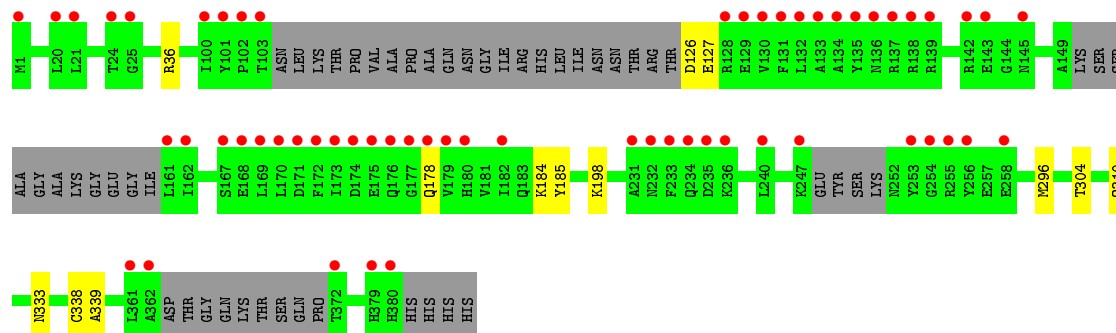 M1 L20 L21 T24 G25 R36 I100 Y101 P102 T103 ASN LEU LYS THR PRO VAL ALA PRO ALA GLN ASN GLY ILE ARG HIS LEU ILE ASN ASN THR ARG THR D126 E127 R128 E129 V130 F131 L132 A133 A134 Y135 N136 R137 R138 R139 R142 E143 G144 N145 A149 LYS SER
ALA GLY ALA LYS GLY GLU GLY ILE L161 I162 S167 E168 L169 L170 D171 F172 I173 D174 E175 Q176 G177 Q178 V179 H180 V181 I182 Q183 K184 Y185 K198 A231 N232 F233 Q234 D235 K236 L240 K247 GLU TYR SER LYS N252 Y253 G254 R255 Y256 E257 E258 M296 T304
N333 C338 A339 L361 A362 ASP THR GLY GLN LYS THR SER GLN PRO T372 H379 H380 HIS HIS HIS HIS